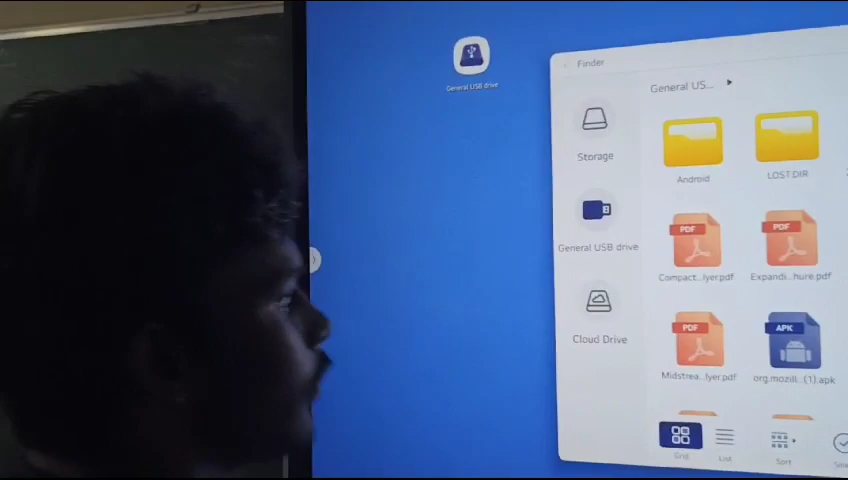 General USB drive
Finder
General US...
Storage
Android
LOST.DIR
PDF
PDF
General USB drive
Compact...lyer.pdf
Expandi...hure.pdf
Cloud Drive
PDF
APK
Midstrea...lyer.pdf
org.mozill...(1).apk
Grid
List
Sort